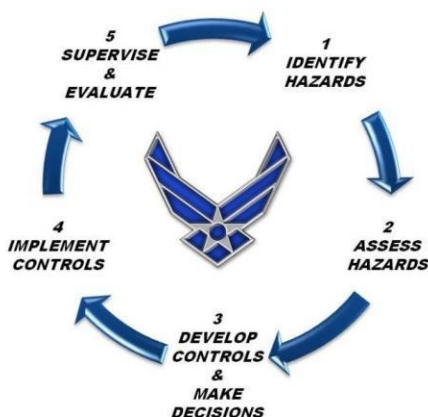 1
IDENTIFY
HAZARDS
2
ASSESS
HAZARDS
3
DEVELOP
CONTROLS
&
MAKE
DECISIONS
4
IMPLEMENT
CONTROLS
5
SUPERVISE
&
EVALUATE